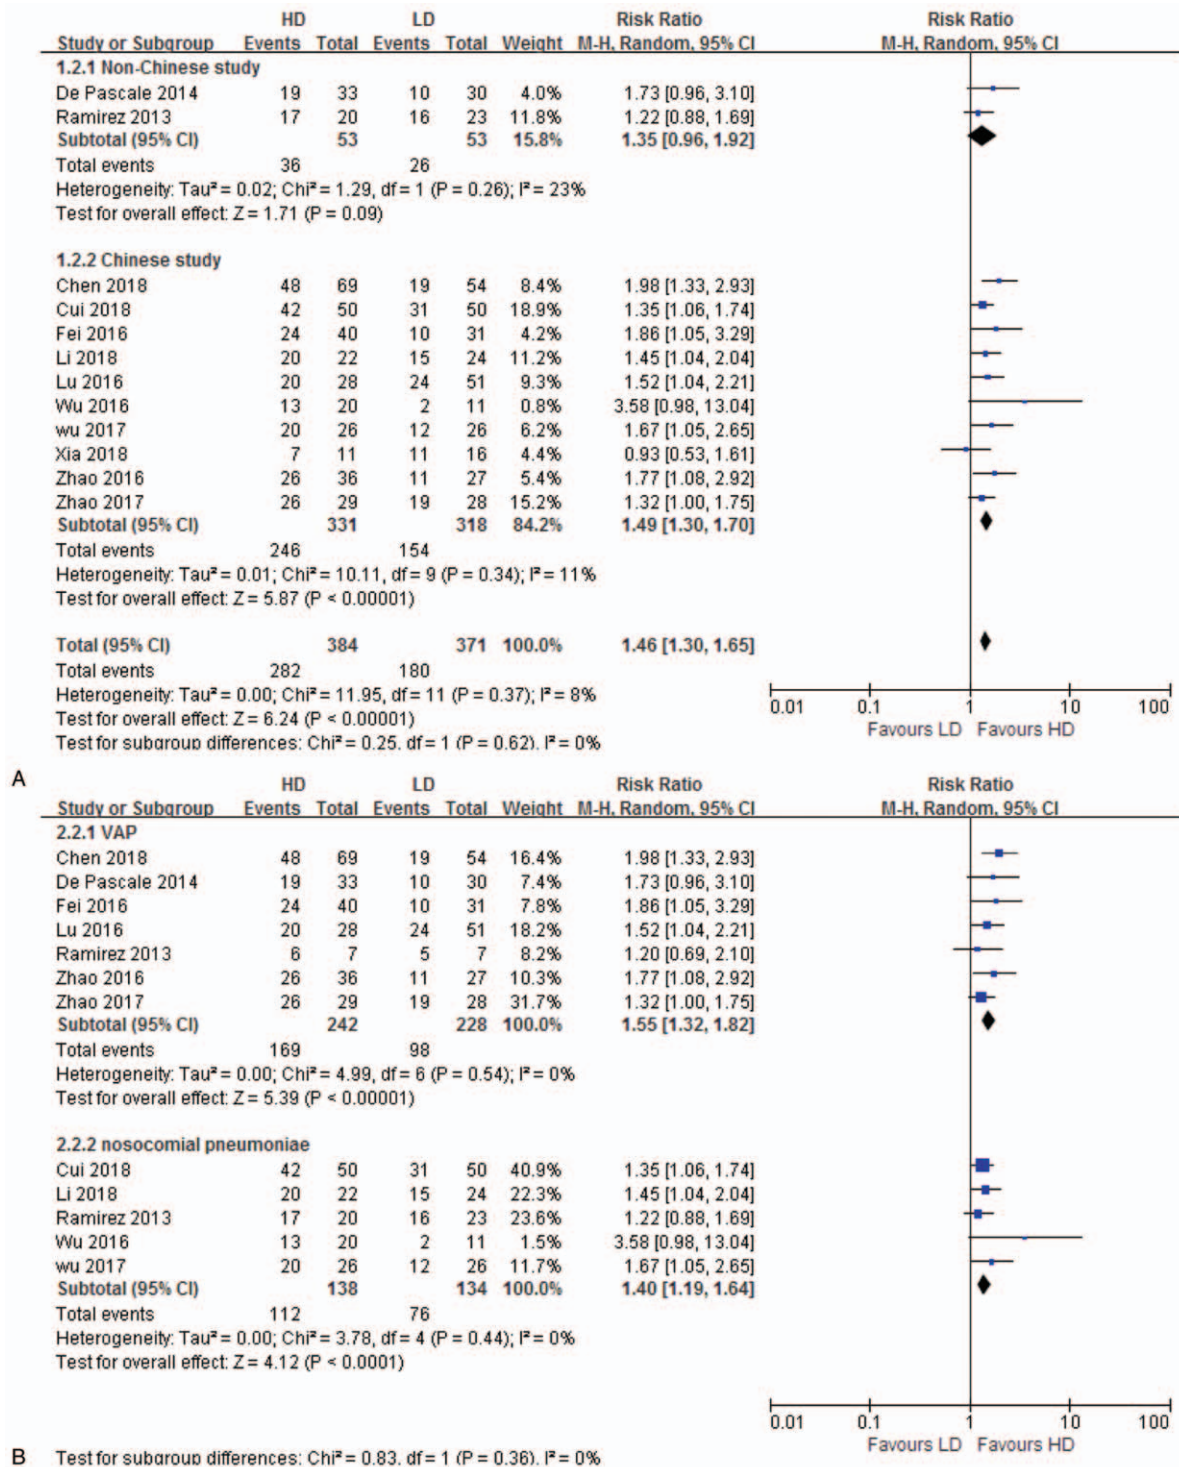 HD LD Risk Ratio Risk Ratio
Study or Subgroup Events Total Events Total Weight M-H, Random, 95% CI M-H, Random, 95% CI
1.2.1 Non-Chinese study
De Pascale 2014 19 33 10 30 4.0% 1.73 [0.96, 3.10]
Ramirez 2013 17 20 16 23 11.8% 1.22 [0.88, 1.69]
Subtotal (95% CI) 53 53 15.8% 1.35 [0.96, 1.92]
Total events 36 26
Heterogeneity: Tau² = 0.02; Chi² = 1.29, df = 1 (P = 0.26); I² = 23%
Test for overall effect: Z = 1.71 (P = 0.09)
1.2.2 Chinese study
Chen 2018 48 69 19 54 8.4% 1.98 [1.33, 2.93]
Cui 2018 42 50 31 50 18.9% 1.35 [1.06, 1.74]
Fei 2016 24 40 10 31 4.2% 1.86 [1.05, 3.29]
Li 2018 20 22 15 24 11.2% 1.45 [1.04, 2.04]
Lu 2016 20 28 24 51 9.3% 1.52 [1.04, 2.21]
Wu 2016 13 20 2 11 0.8% 3.58 [0.98, 13.04]
wu 2017 20 26 12 26 6.2% 1.67 [1.05, 2.65]
Xia 2018 7 11 11 16 4.4% 0.93 [0.53, 1.61]
Zhao 2016 26 36 11 27 5.4% 1.77 [1.08, 2.92]
Zhao 2017 26 29 19 28 15.2% 1.32 [1.00, 1.75]
Subtotal (95% CI) 331 318 84.2% 1.49 [1.30, 1.70]
Total events 246 154
Heterogeneity: Tau² = 0.01; Chi² = 10.11, df = 9 (P = 0.34); I² = 11%
Test for overall effect: Z = 5.87 (P < 0.00001)
Total (95% CI) 384 371 100.0% 1.46 [1.30, 1.65]
Total events 282 180
Heterogeneity: Tau² = 0.00; Chi² = 11.95, df = 11 (P = 0.37); I² = 8%
Test for overall effect: Z = 6.24 (P < 0.00001)
Test for subgroup differences: Chi² = 0.25, df = 1 (P = 0.62), I² = 0%
0.01 0.1 1 10 100
Favours LD Favours HD
A
HD LD Risk Ratio Risk Ratio
Study or Subgroup Events Total Events Total Weight M-H, Random, 95% CI M-H, Random, 95% CI
2.2.1 VAP
Chen 2018 48 69 19 54 16.4% 1.98 [1.33, 2.93]
De Pascale 2014 19 33 10 30 7.4% 1.73 [0.96, 3.10]
Fei 2016 24 40 10 31 7.8% 1.86 [1.05, 3.29]
Lu 2016 20 28 24 51 18.2% 1.52 [1.04, 2.21]
Ramirez 2013 6 7 5 7 8.2% 1.20 [0.69, 2.10]
Zhao 2016 26 36 11 27 10.3% 1.77 [1.08, 2.92]
Zhao 2017 26 29 19 28 31.7% 1.32 [1.00, 1.75]
Subtotal (95% CI) 242 228 100.0% 1.55 [1.32, 1.82]
Total events 169 98
Heterogeneity: Tau² = 0.00; Chi² = 4.99, df = 6 (P = 0.54); I² = 0%
Test for overall effect: Z = 5.39 (P < 0.00001)
2.2.2 nosocomial pneumoniae
Cui 2018 42 50 31 50 40.9% 1.35 [1.06, 1.74]
Li 2018 20 22 15 24 22.3% 1.45 [1.04, 2.04]
Ramirez 2013 17 20 16 23 23.6% 1.22 [0.88, 1.69]
Wu 2016 13 20 2 11 1.5% 3.58 [0.98, 13.04]
wu 2017 20 26 12 26 11.7% 1.67 [1.05, 2.65]
Subtotal (95% CI) 138 134 100.0% 1.40 [1.19, 1.64]
Total events 112 76
Heterogeneity: Tau² = 0.00; Chi² = 3.78, df = 4 (P = 0.44); I² = 0%
Test for overall effect: Z = 4.12 (P < 0.0001)
0.01 0.1 1 10 100
Favours LD Favours HD
B Test for subgroup differences: Chi² = 0.83, df = 1 (P = 0.36), I² = 0%